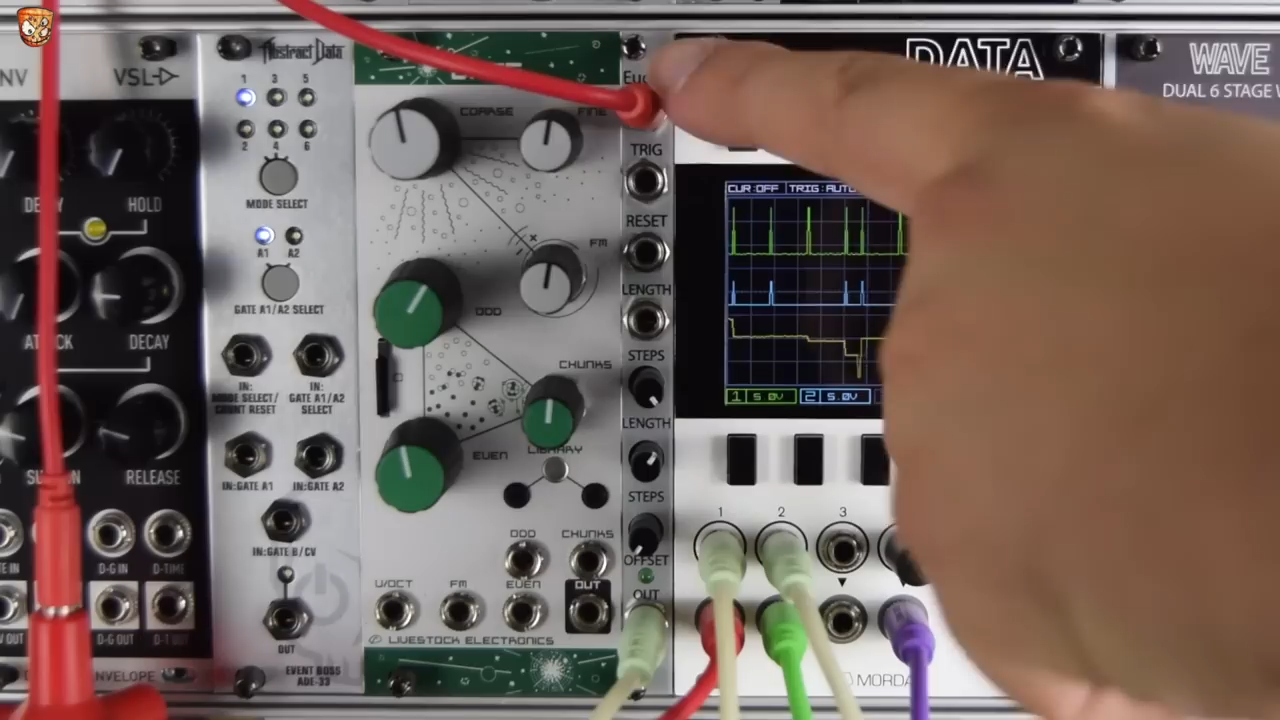 NV
VSL
DELAY
HOLD
ATTACK
DECAY
SUSTAIN
RELEASE
D-G IN
D-TIME
D-G OUT
D-T OUT
ENVELOPE
Abstract Data
1 3 5
2 4 6
MODE SELECT
A1 A2
GATE A1/A2 SELECT
IN:
MODE SELECT/
COUNT RESET
IN:
GATE A1/A2
SELECT
IN:GATE A1
IN:GATE A2
IN:GATE B/CV
OUT
EVENT BOSS
ADE-33
COARSE
FINE
FM
ODD
CHUNKS
EVEN
LIBRARY
ODD
CHUNKS
V/OCT
FM
EVEN
OUT
LIVESTOCK ELECTRONICS
TRIG
RESET
LENGTH
STEPS
LENGTH
STEPS
OFFSET
OUT
DATA
CUR:OFF
TRIG:AUTO
1 5.0V
2 5.0V
1 2 3
MORDA
WAVE
DUAL 6 STAGE